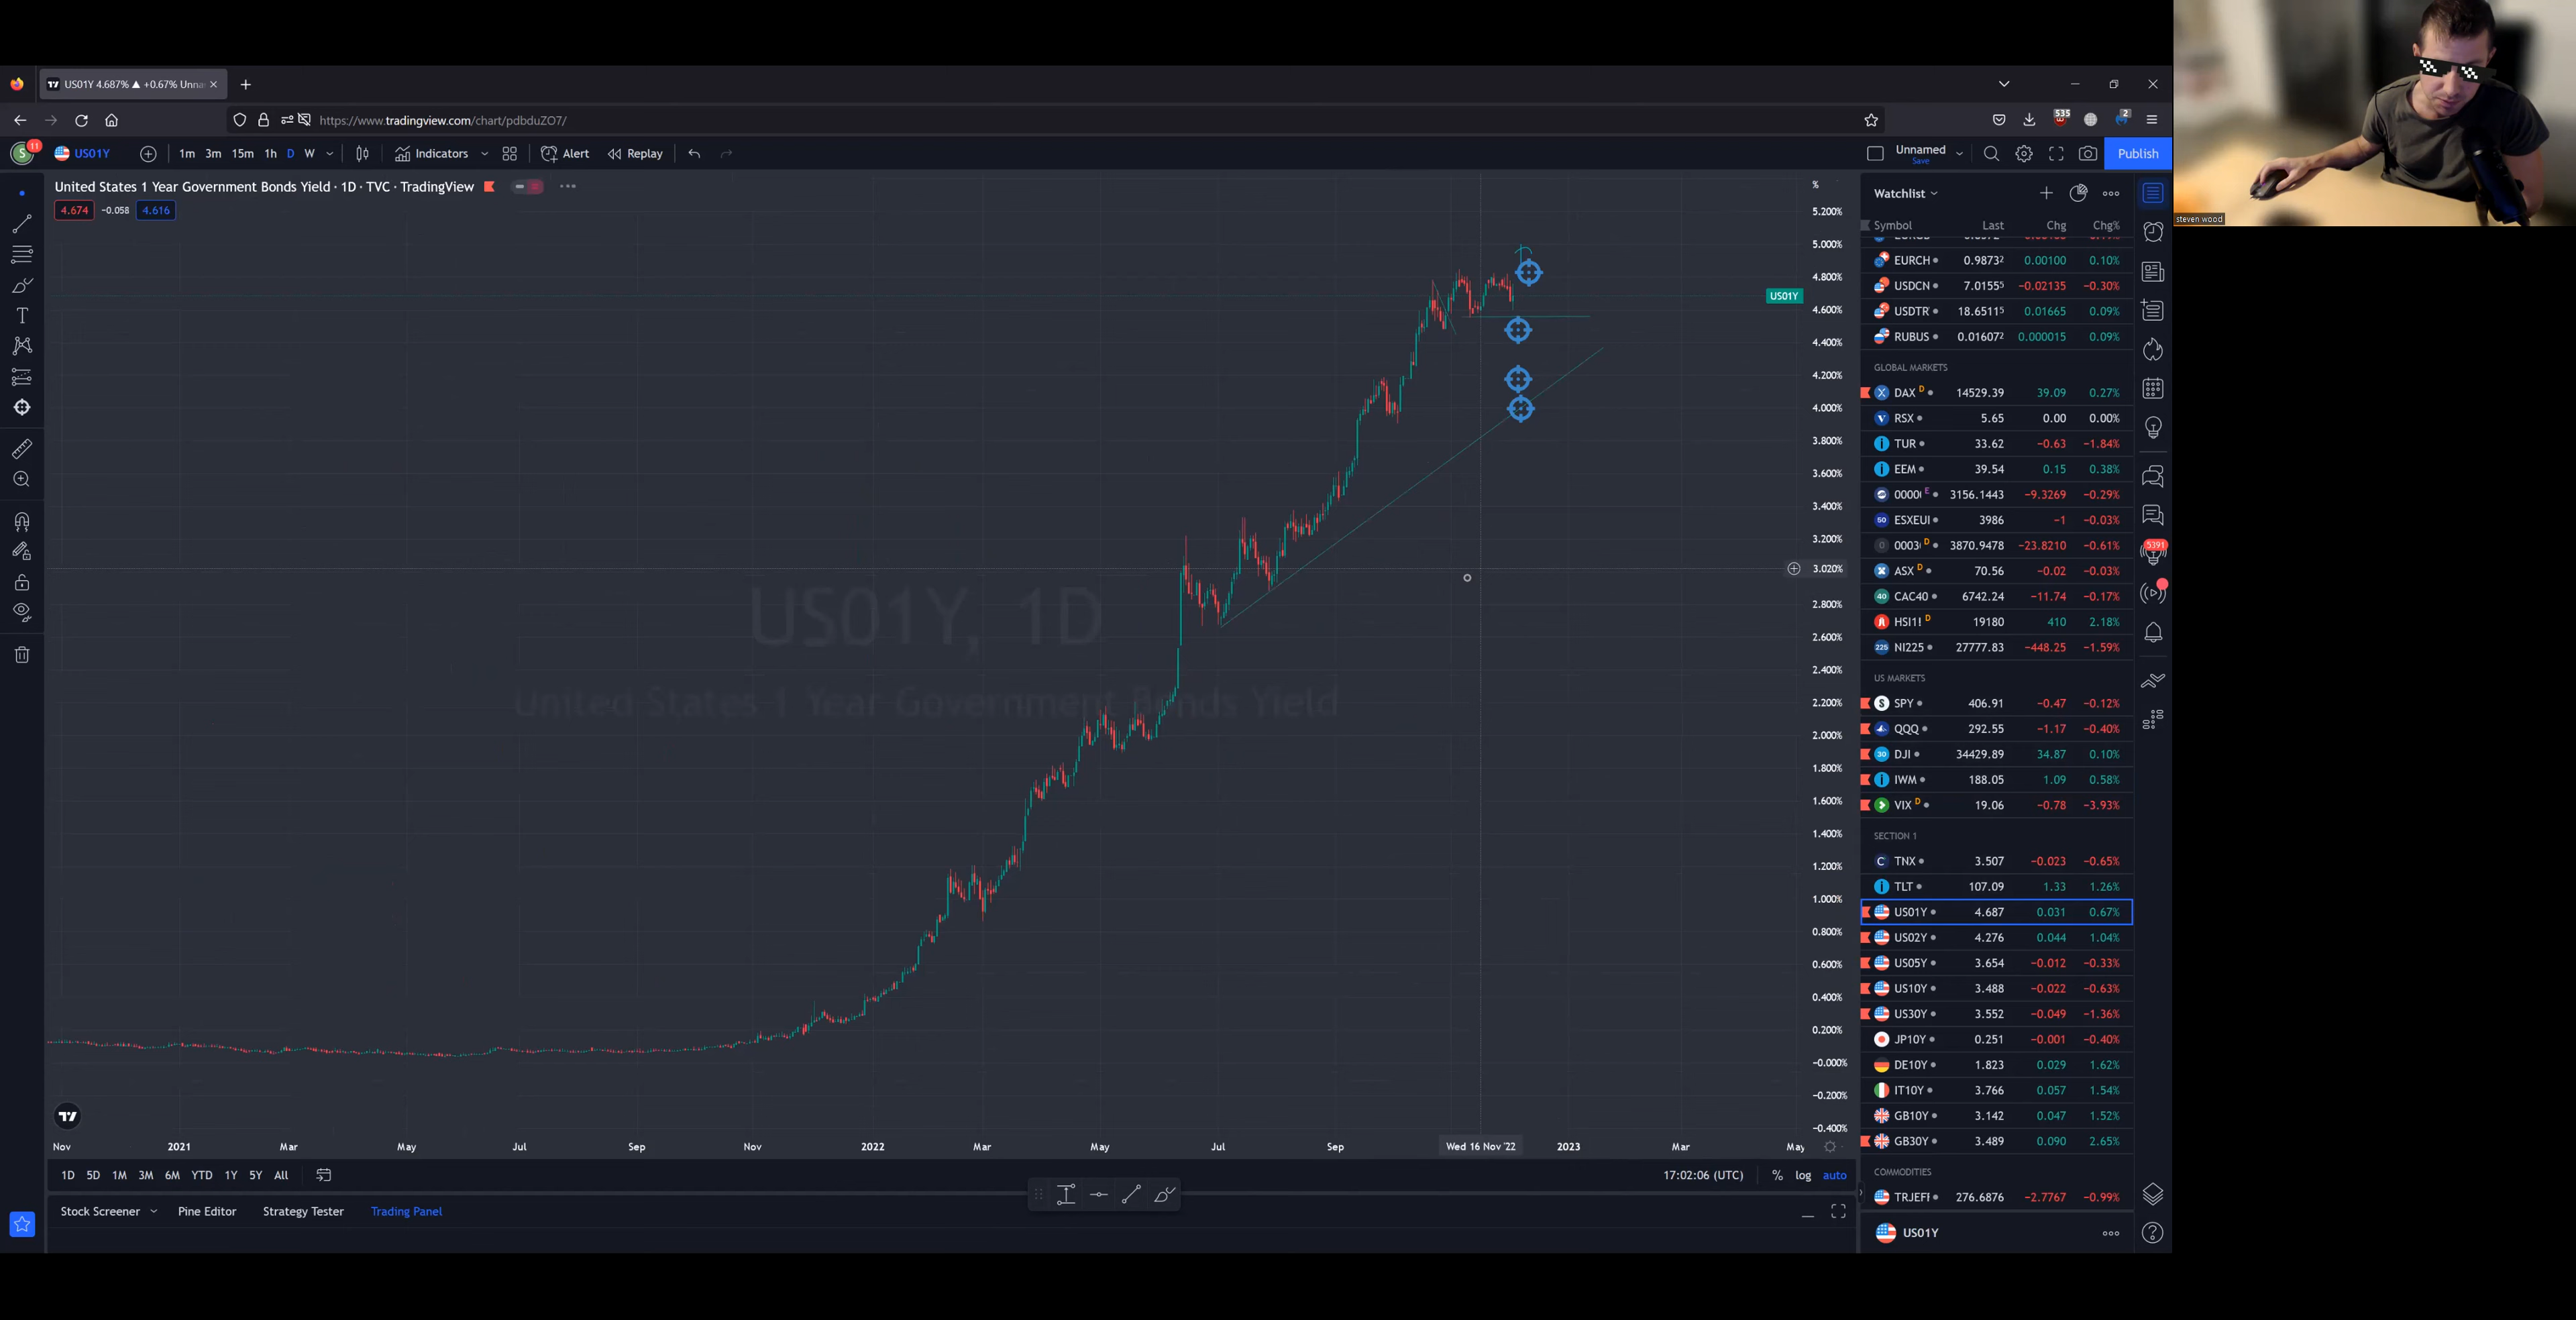 US01Y 4.687% ▲ +0.67% Unna
https://www.tradingview.com/chart/pdbduZO7/
535
2
S 11 US01Y 1m 3m 15m 1h D W Indicators Alert Replay Unnamed Save Publish
United States 1 Year Government Bonds Yield · 1D · TVC · TradingView
4.674 −0.058 4.616
US01Y, 1D
United States 1 Year Government Bonds Yield
%
5.200%
5.000%
4.800%
US01Y
4.600%
4.400%
4.200%
4.000%
3.800%
3.600%
3.400%
3.200%
3.020%
2.800%
2.600%
2.400%
2.200%
2.000%
1.800%
1.600%
1.400%
1.200%
1.000%
0.800%
0.600%
0.400%
0.200%
−0.000%
−0.200%
−0.400%
Nov 2021 Mar May Jul Sep Nov 2022 Mar May Jul Sep Wed 16 Nov '22 2023 Mar May
1D 5D 1M 3M 6M YTD 1Y 5Y All 17:02:06 (UTC) % log auto
Stock Screener Pine Editor Strategy Tester Trading Panel
Watchlist
Symbol Last Chg Chg%
EURCH 0.98732 0.00100 0.10%
USDCN 7.01555 −0.02135 −0.30%
USDTR 18.65115 0.01665 0.09%
RUBUS 0.016072 0.000015 0.09%
GLOBAL MARKETS
DAX D 14529.39 39.09 0.27%
RSX 5.65 0.00 0.00%
TUR 33.62 −0.63 −1.84%
EEM 39.54 0.15 0.38%
0000 E 3156.1443 −9.3269 −0.29%
50 ESXEUI 3986 −1 −0.03%
0 0003 D 3870.9478 −23.8210 −0.61%
ASX D 70.56 −0.02 −0.03%
40 CAC40 6742.24 −11.74 −0.17%
HSI1! D 19180 410 2.18%
225 NI225 27777.83 −448.25 −1.59%
US MARKETS
SPY 406.91 −0.47 −0.12%
QQQ 292.55 −1.17 −0.40%
30 DJI 34429.89 34.87 0.10%
IWM 188.05 1.09 0.58%
VIX D 19.06 −0.78 −3.93%
SECTION 1
TNX 3.507 −0.023 −0.65%
TLT 107.09 1.33 1.26%
US01Y 4.687 0.031 0.67%
US02Y 4.276 0.044 1.04%
US05Y 3.654 −0.012 −0.33%
US10Y 3.488 −0.022 −0.63%
US30Y 3.552 −0.049 −1.36%
JP10Y 0.251 −0.001 −0.40%
DE10Y 1.823 0.029 1.62%
IT10Y 3.766 0.057 1.54%
GB10Y 3.142 0.047 1.52%
GB30Y 3.489 0.090 2.65%
COMMODITIES
TRJEFI 276.6876 −2.7767 −0.99%
US01Y
5391
steven wood